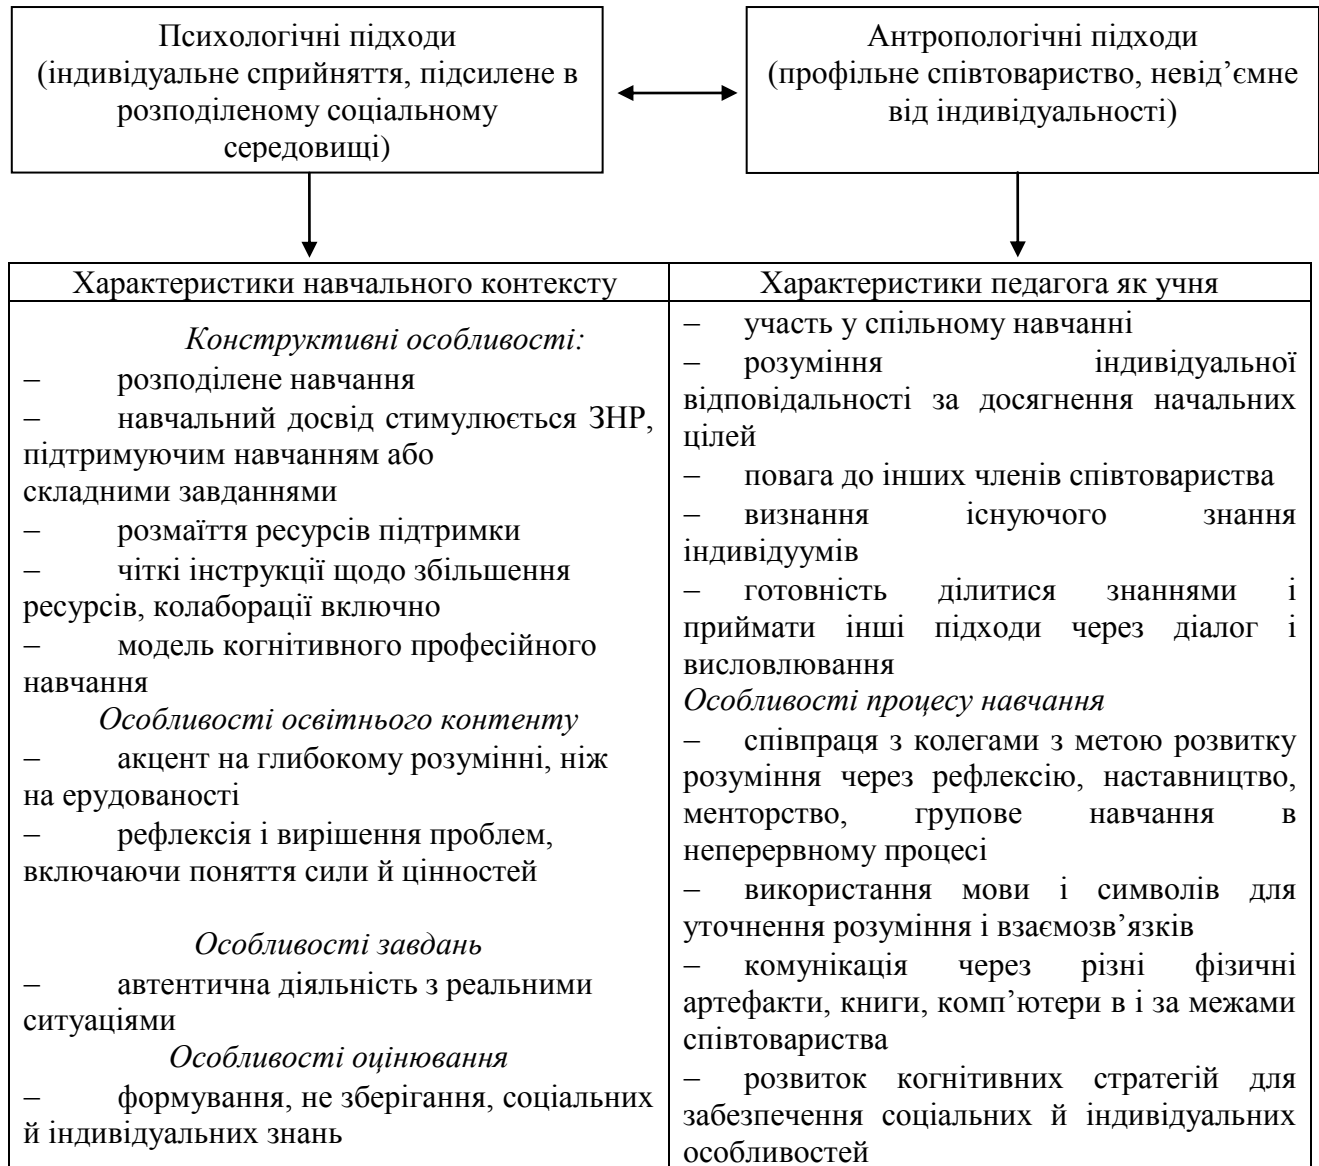 Психологічні підходи
(індивідуальне сприйняття, підсилене в
розподіленому соціальному
середовищі)
Антропологічні підходи
(профільне співтовариство, невід’ємне
від індивідуальності)
Характеристики навчального контексту
Конструктивні особливості:
– розподілене навчання
– навчальний досвід стимулюється ЗНР,
підтримуючим навчанням або
складними завданнями
– розмаїття ресурсів підтримки
– чіткі інструкції щодо збільшення
ресурсів, колаборації включно
– модель когнітивного професійного
навчання
Особливості освітнього контенту
– акцент на глибокому розумінні, ніж
на ерудованості
– рефлексія і вирішення проблем,
включаючи поняття сили й цінностей
Особливості завдань
– автентична діяльність з реальними
ситуаціями
Особливості оцінювання
– формування, не зберігання, соціальних
й індивідуальних знань
Характеристики педагога як учня
– участь у спільному навчанні
– розуміння індивідуальної
відповідальності за досягнення начальних
цілей
– повага до інших членів співтовариства
– визнання існуючого знання
індивідуумів
– готовність ділитися знаннями і
приймати інші підходи через діалог і
висловлювання
Особливості процесу навчання
– співпраця з колегами з метою розвитку
розуміння через рефлексію, наставництво,
менторство, групове навчання в
неперервному процесі
– використання мови і символів для
уточнення розуміння і взаємозв’язків
– комунікація через різні фізичні
артефакти, книги, комп’ютери в і за межами
співтовариства
– розвиток когнітивних стратегій для
забезпечення соціальних й індивідуальних
особливостей